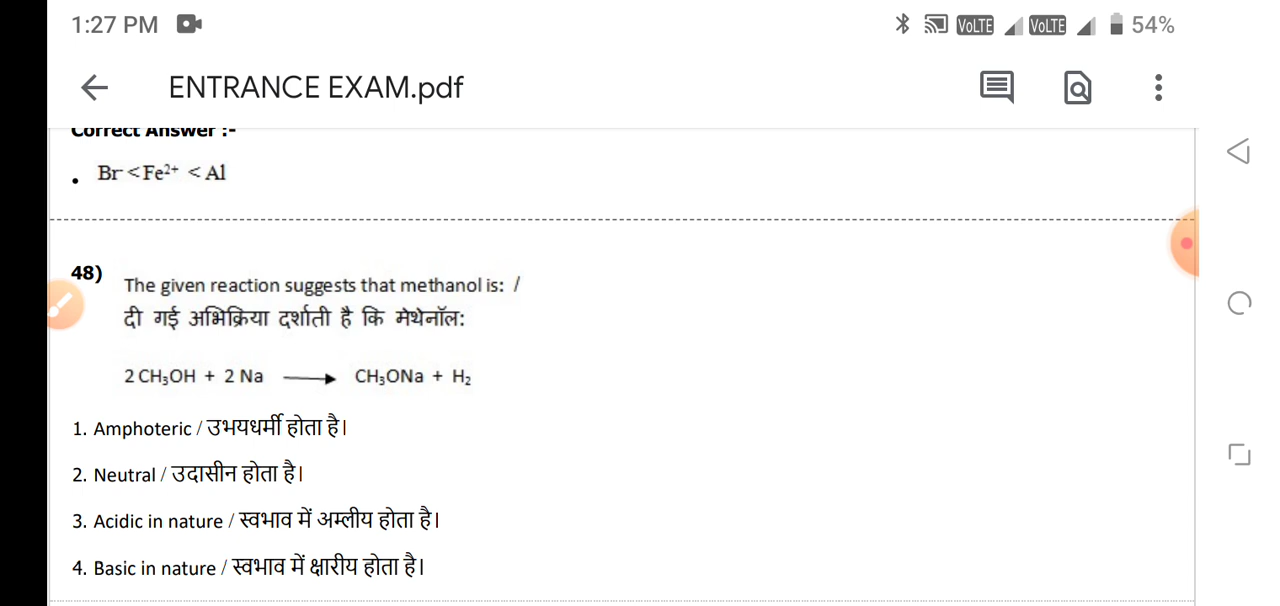 1:27 PM VoLTE VoLTE 54%
ENTRANCE EXAM.pdf
Correct Answer :-
• Br < Fe²⁺ < Al
48) The given reaction suggests that methanol is: /
दी गई अभिक्रिया दर्शाती है कि मेथेनॉल:
2 CH₃OH + 2 Na ⟶ CH₃ONa + H₂
1. Amphoteric / उभयधर्मी होता है।
2. Neutral / उदासीन होता है।
3. Acidic in nature / स्वभाव में अम्लीय होता है।
4. Basic in nature / स्वभाव में क्षारीय होता है।